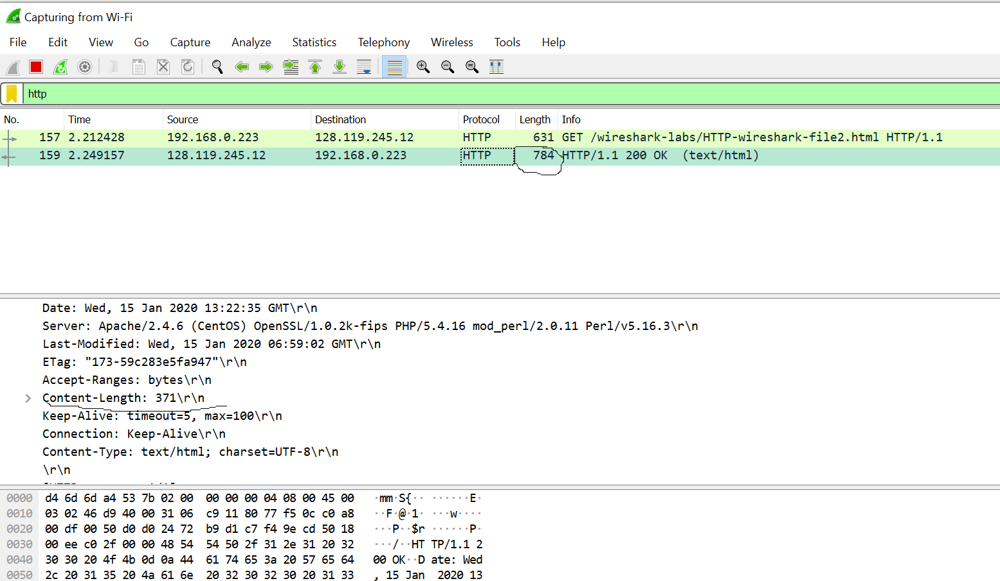 Capturing from Wi-Fi
File Edit View Go Capture Analyze Statistics Telephony Wireless Tools Help
http
No. Time Source Destination Protocol Length Info
157 2.212428 192.168.0.223 128.119.245.12 HTTP 631 GET /wireshark-labs/HTTP-wireshark-file2.html HTTP/1.1
159 2.249157 128.119.245.12 192.168.0.223 HTTP 784 HTTP/1.1 200 OK (text/html)
Date: Wed, 15 Jan 2020 13:22:35 GMT\r\n
Server: Apache/2.4.6 (CentOS) OpenSSL/1.0.2k-fips PHP/5.4.16 mod_perl/2.0.11 Perl/v5.16.3\r\n
Last-Modified: Wed, 15 Jan 2020 06:59:02 GMT\r\n
ETag: "173-59c283e5fa947"\r\n
Accept-Ranges: bytes\r\n
Content-Length: 371\r\n
Keep-Alive: timeout=5, max=100\r\n
Connection: Keep-Alive\r\n
Content-Type: text/html; charset=UTF-8\r\n
\r\n
0000 d4 6d 6d a4 53 7b 02 00 00 00 00 04 08 00 45 00 ·mm·S{·· ······E·
0010 03 02 46 d9 40 00 31 06 c9 11 80 77 f5 0c c0 a8 ··F·@·1· ···w····
0020 00 df 00 50 d0 d0 24 72 b9 d1 c7 f4 9e cd 50 18 ···P··$r ······P·
0030 00 ee c0 2f 00 00 48 54 54 50 2f 31 2e 31 20 32 ···/··HT TP/1.1 2
0040 30 30 20 4f 4b 0d 0a 44 61 74 65 3a 20 57 65 64 00 OK··D ate: Wed
0050 2c 20 31 35 20 4a 61 6e 20 32 30 32 30 20 31 33 , 15 Jan 2020 13